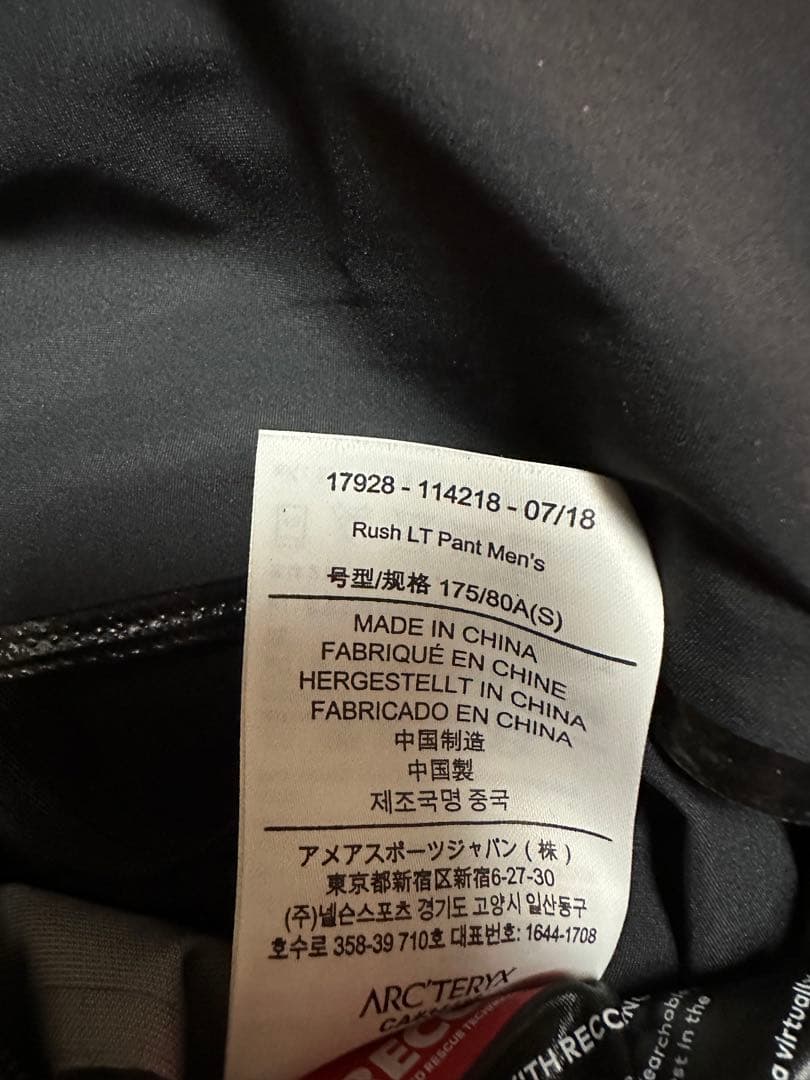 17928 - 114218 - 07/18
Rush LT Pant Men's
号型/规格 175/80A(S)
MADE IN CHINA
FABRIQUÉ EN CHINE
HERGESTELLT IN CHINA
FABRICADO EN CHINA
中国制造
中国製
제조국명 중국
アメアスポーツジャパン ( 株 )
東京都新宿区新宿6-27-30
(주)넬슨스포츠 경기도 고양시 일산동구
호수로 358-39 710호 대표번호: 1644-1708
ARC'TERYX
WITH RECCO
in the
virtually